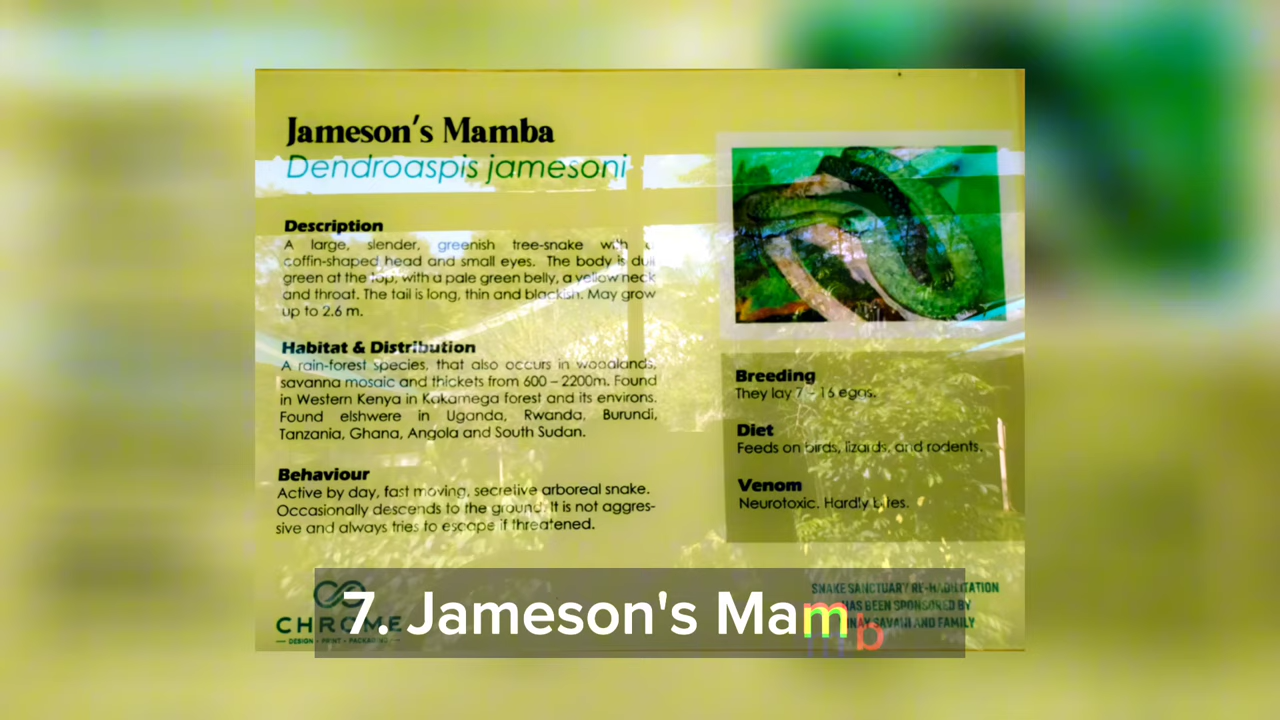 Jameson's Mamba
Dendroaspis jamesoni
Description
A large, slender, greenish tree-snake with a
coffin-shaped head and small eyes. The body is dull
green at the top, with a pale green belly, a yellow neck
and throat. The tail is long, thin and blackish. May grow
up to 2.6 m.
Habitat & Distribution
A rain-forest species, that also occurs in woodlands,
savanna mosaic and thickets from 600 – 2200m. Found
in Western Kenya in Kakamega forest and its environs.
Found elshwere in Uganda, Rwanda, Burundi,
Tanzania, Ghana, Angola and South Sudan.
Behaviour
Active by day, fast moving, secretive arboreal snake.
Occasionally descends to the ground. It is not aggres-
sive and always tries to escape if threatened.
Breeding
They lay 7 - 16 eggs.
Diet
Feeds on birds, lizards, and rodents.
Venom
Neurotoxic. Hardly bites.
CHROME
DESIGN • PRINT • PACKAGING
SNAKE SANCTUARY RE-HABILITATION
HAS BEEN SPONSORED BY
SAVANI AND FAMILY
7. Jameson's Mamb